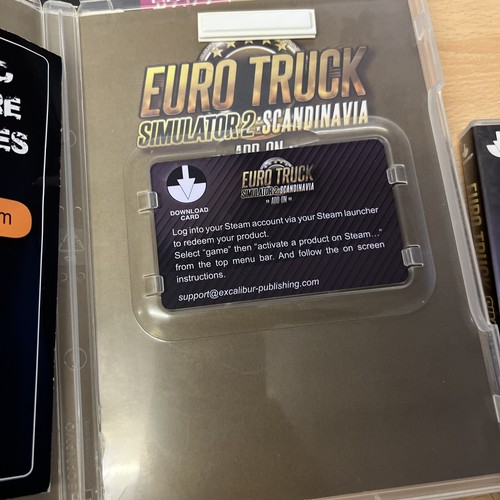 EURO TRUCK
SIMULATOR 2 SCANDINAVIA
ADD ON
EURO TRUCK
SIMULATOR 2 SCANDINAVIA
ADD ON
DOWNLOAD
CARD
Log into your Steam account via your Steam launcher
to redeem your product.
Select "game" then "activate a product on Steam..."
from the top menu bar. And follow the on screen
instructions.
support@excalibur-publishing.com